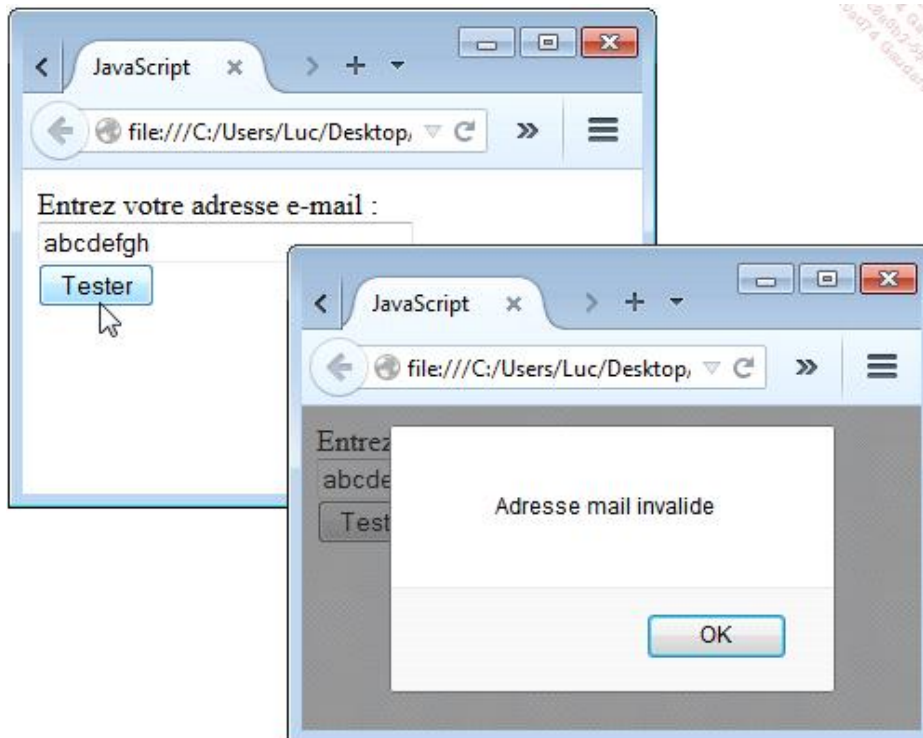 JavaScript
file:///C:/Users/Luc/Desktop/
Entrez votre adresse e-mail :
abcdefgh
Tester
JavaScript
file:///C:/Users/Luc/Desktop/
Entrez
abcde
Test
Adresse mail invalide
OK